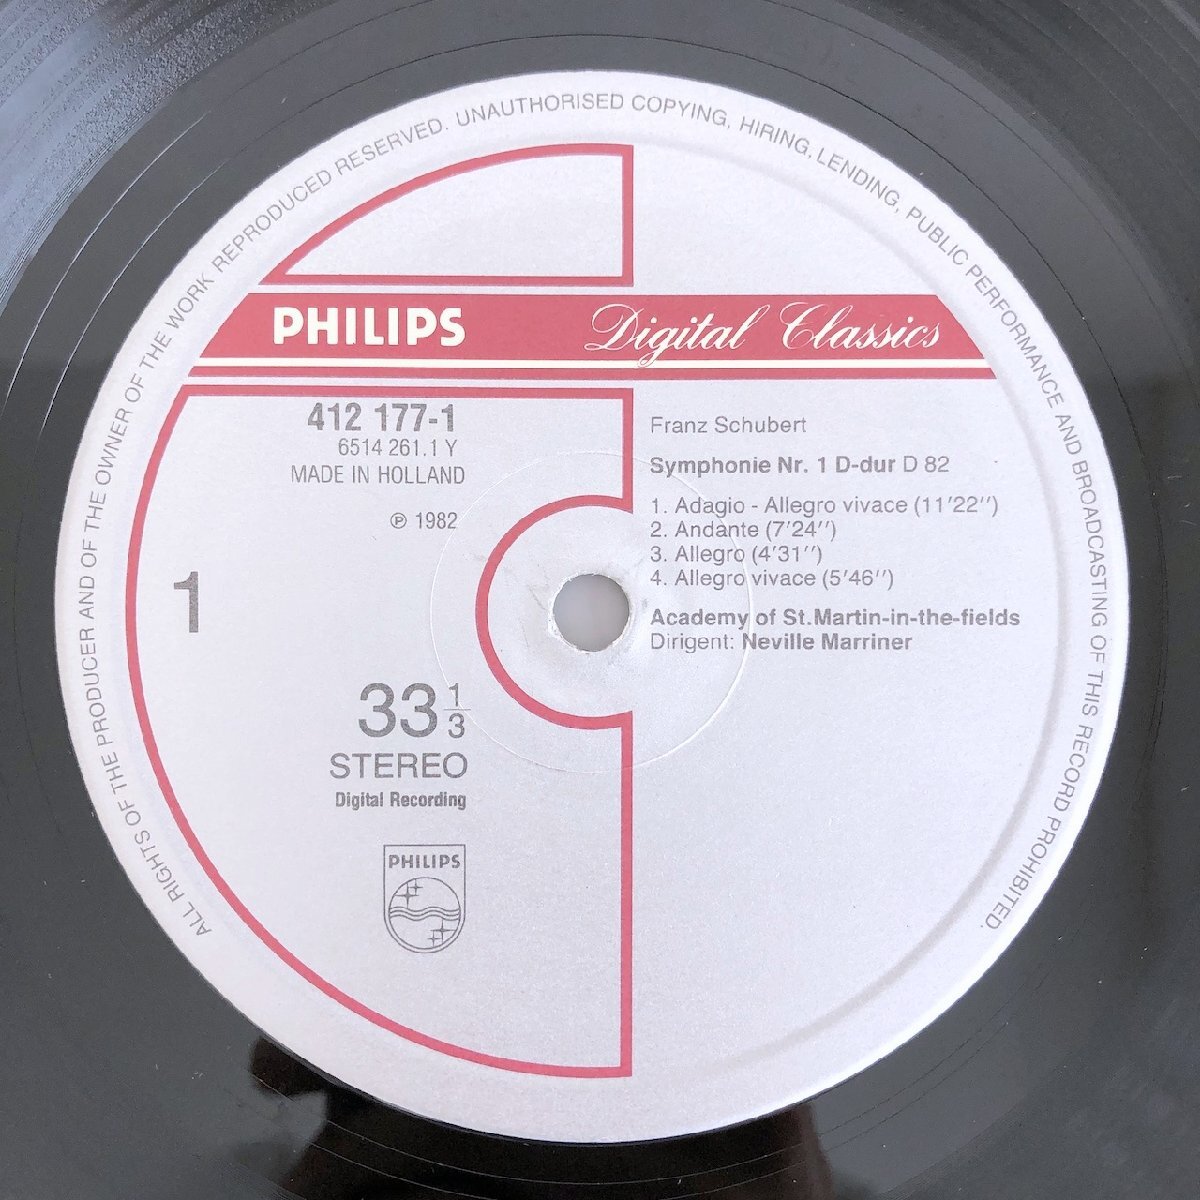 ALL RIGHTS OF THE PRODUCER AND OF THE OWNER OF THE WORK REPRODUCED RESERVED. UNAUTHORISED COPYING, HIRING, LENDING, PUBLIC PERFORMANCE AND BROADCASTING OF THIS RECORD PROHIBITED.
PHILIPS Digital Classics
412 177-1
6514 261.1 Y
MADE IN HOLLAND
℗ 1982
1
33 1/3
STEREO
Digital Recording
PHILIPS
Franz Schubert
Symphonie Nr. 1 D-dur D 82
1. Adagio - Allegro vivace (11'22'')
2. Andante (7'24'')
3. Allegro (4'31'')
4. Allegro vivace (5'46'')
Academy of St.Martin-in-the-fields
Dirigent: Neville Marriner